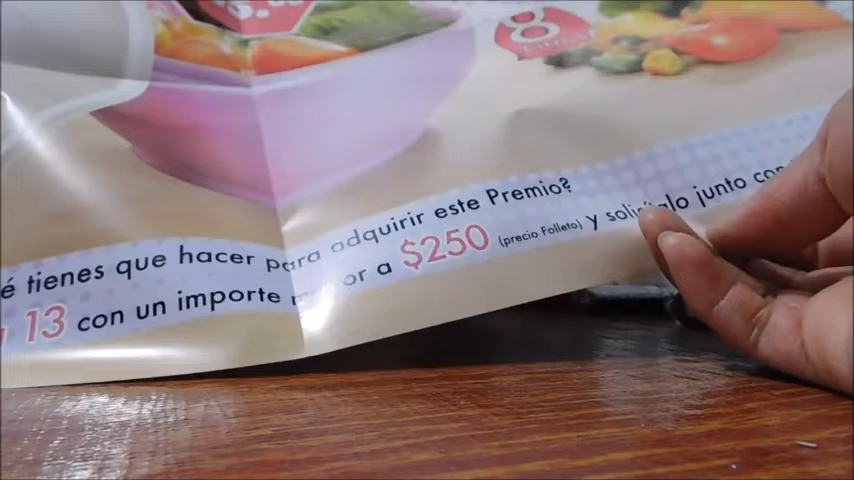 8
é tienes que hacer para adquirir este Premio?
13 con un importe or a $250 (precio Folleto) y solicítalo junto con